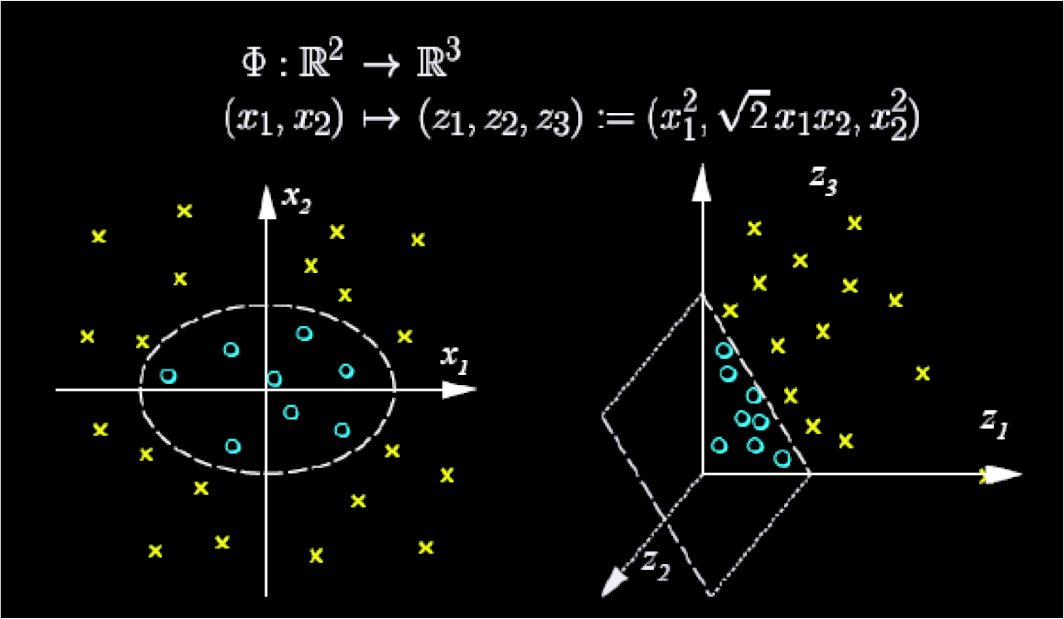 Φ : ℝ² → ℝ³
(x₁, x₂) ↦ (z₁, z₂, z₃) := (x₁², √2 x₁x₂, x₂²)
x₂
x₁
z₃
z₁
z₂